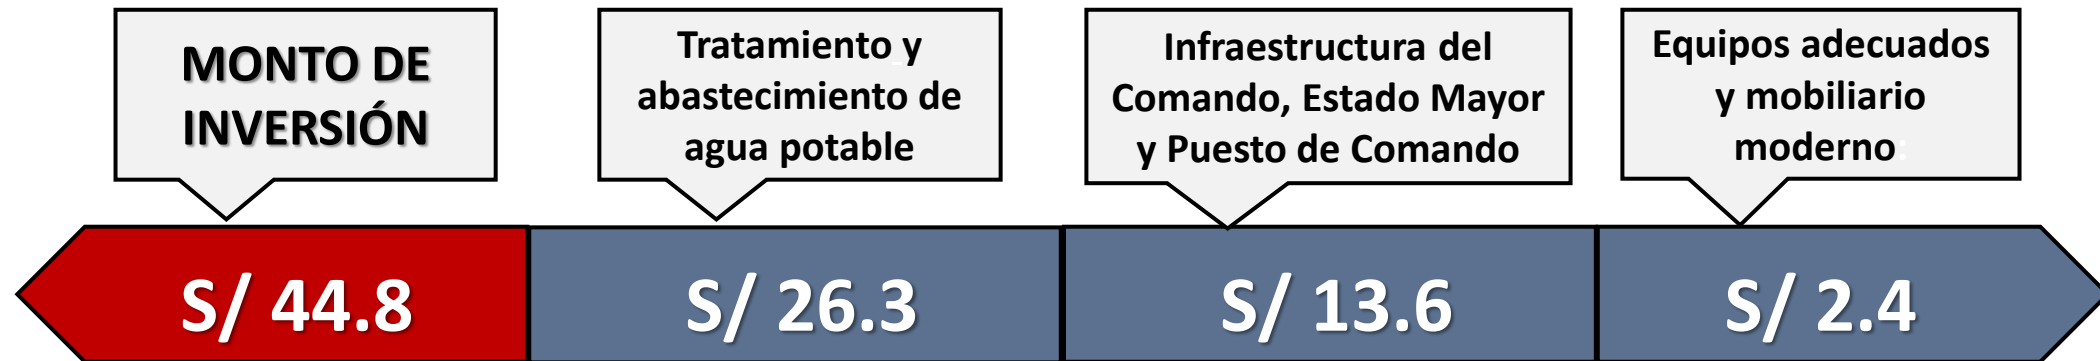 MONTO DE
INVERSIÓN
Tratamiento y
abastecimiento de
agua potable
Infraestructura del
Comando, Estado Mayor
y Puesto de Comando
Equipos adecuados
y mobiliario
moderno:
S/ 44.8
S/ 26.3
S/ 13.6
S/ 2.4